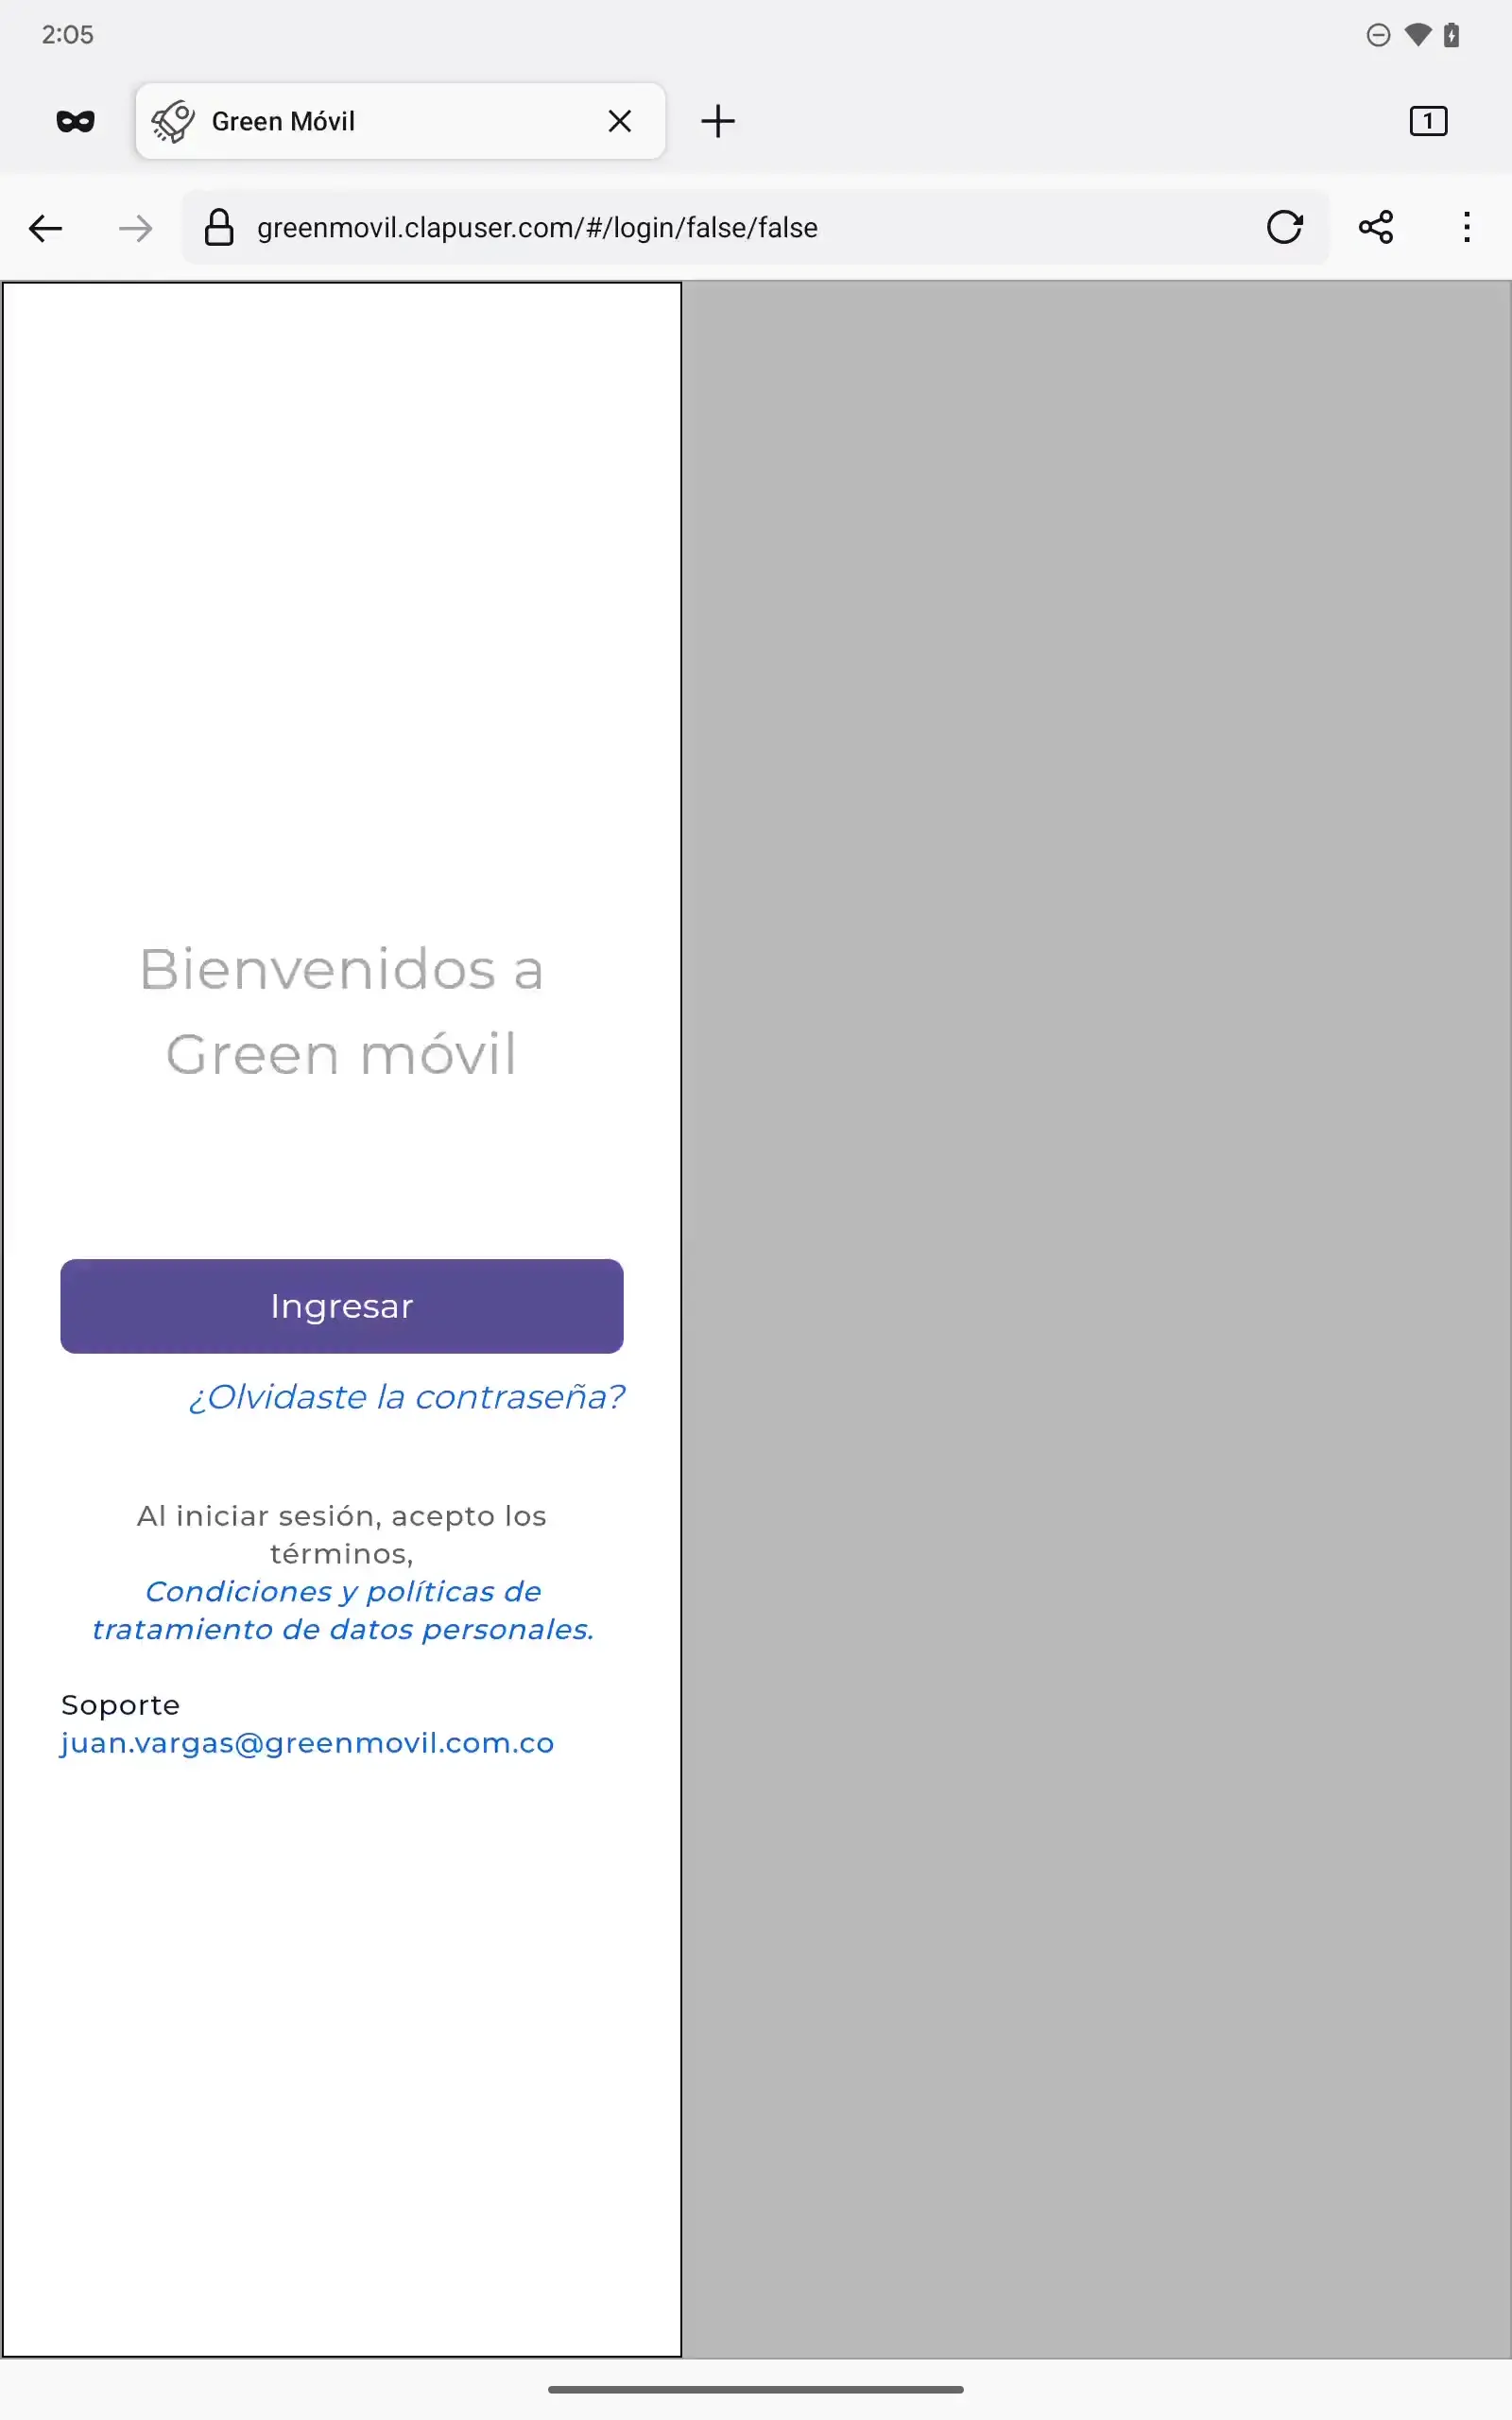 2:05
Green Móvil
1
greenmovil.clapuser.com/#/login/false/false
Bienvenidos a
Green móvil
Ingresar
¿Olvidaste la contraseña?
Al iniciar sesión, acepto los
términos,
Condiciones y políticas de
tratamiento de datos personales.
Soporte
juan.vargas@greenmovil.com.co